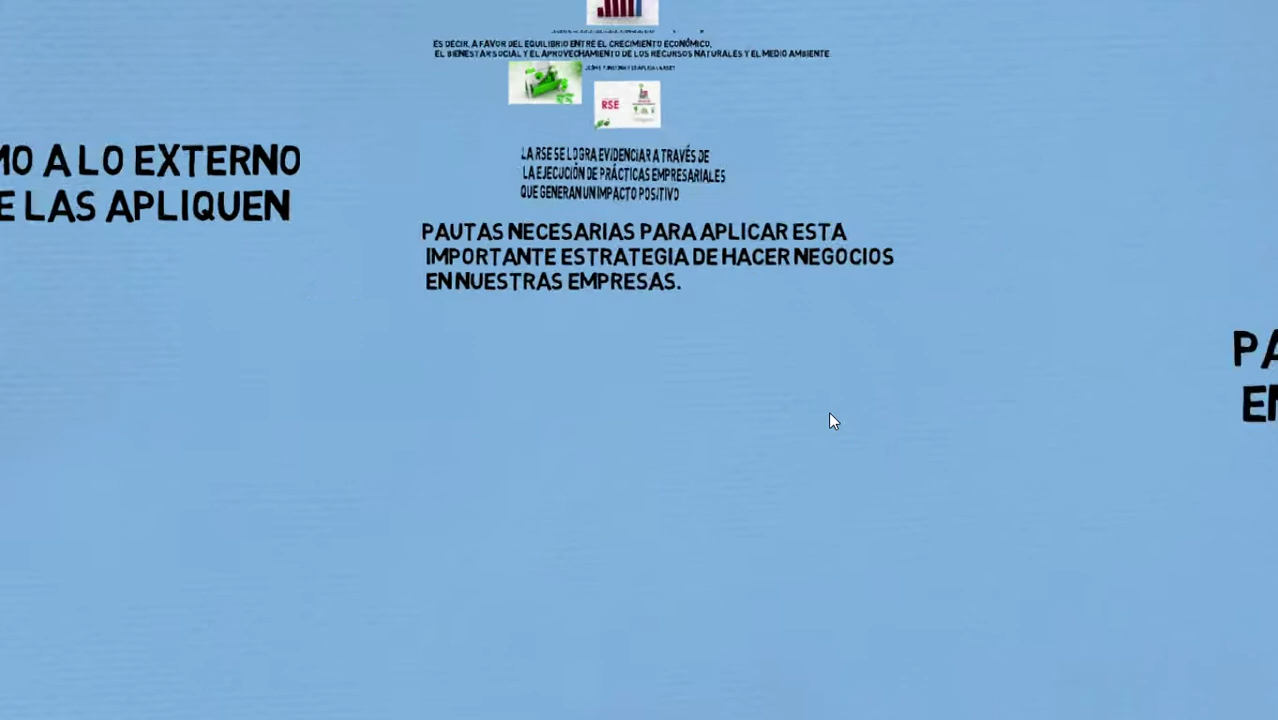 ES DECIR, A FAVOR DEL EQUILIBRIO ENTRE EL CRECIMIENTO ECONÓMICO,
EL BIENESTAR SOCIAL Y EL APROVECHAMIENTO DE LOS RECURSOS NATURALES Y EL MEDIO AMBIENTE
RSE
LA RSE SE LOGRA EVIDENCIAR A TRAVÉS DE
LA EJECUCIÓN DE PRÁCTICAS EMPRESARIALES
QUE GENERAN UN IMPACTO POSITIVO
MO A LO EXTERNO
E LAS APLIQUEN
PAUTAS NECESARIAS PARA APLICAR ESTA
IMPORTANTE ESTRATEGIA DE HACER NEGOCIOS
EN NUESTRAS EMPRESAS.
PA
EN